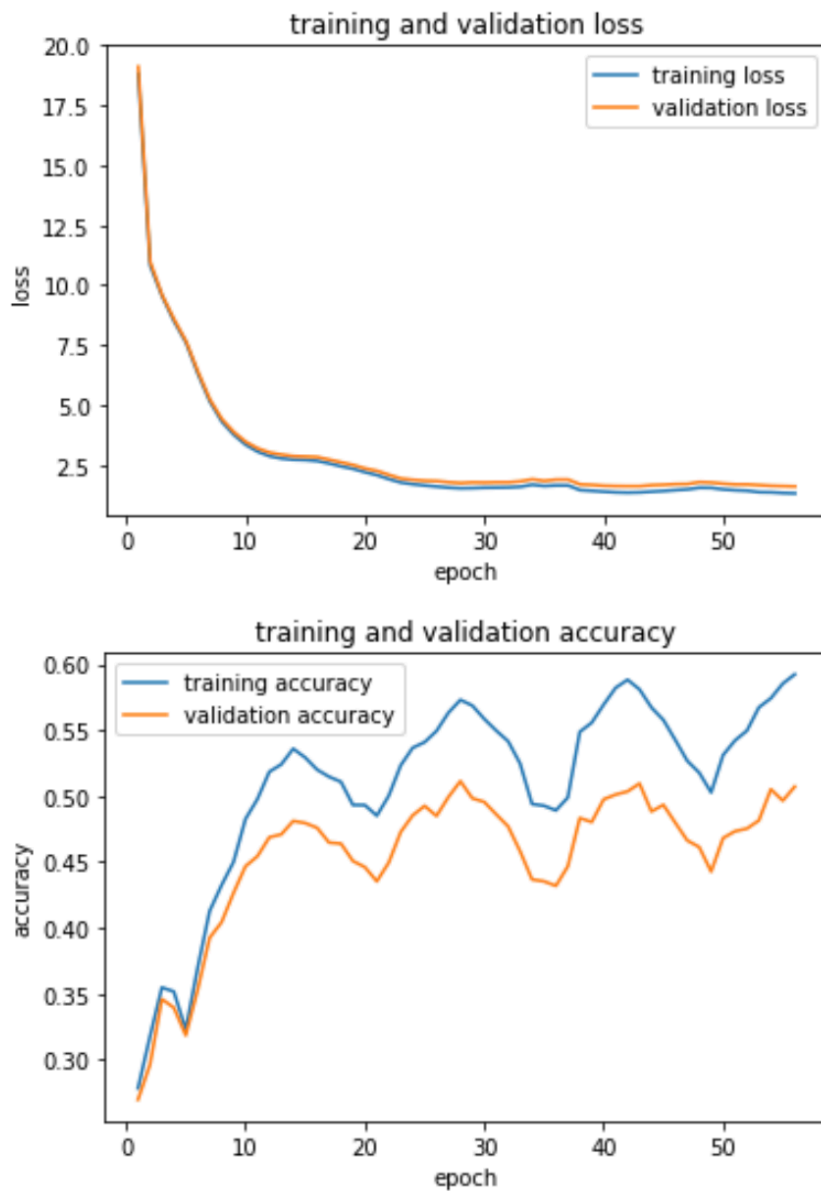 training and validation loss
20.0
17.5
15.0
12.5
10.0
7.5
5.0
2.5
loss
training loss
validation loss
0 10 20 30 40 50
epoch
training and validation accuracy
0.60
0.55
0.50
0.45
0.40
0.35
0.30
accuracy
training accuracy
validation accuracy
0 10 20 30 40 50
epoch